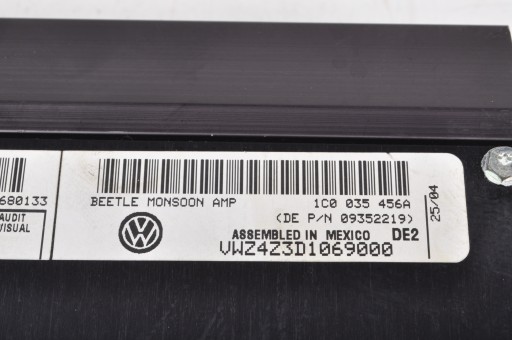 680133
AUDIT
VISUAL
BEETLE MONSOON AMP 1C0 035 456A
(DE P/N 09352219)
ASSEMBLED IN MEXICO DE2
VWZ4Z3D1069000
25/04